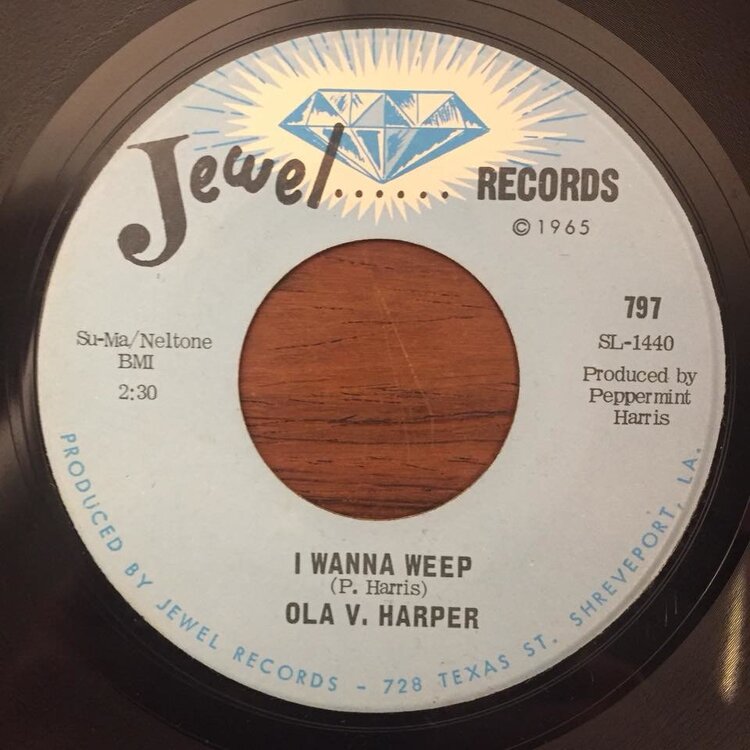 Jewel...... RECORDS
©1965
797
SL-1440
Produced by
Peppermint
Harris
Su-Ma/Neltone
BMI
2:30
I WANNA WEEP
(P. Harris)
OLA V. HARPER
PRODUCED BY JEWEL RECORDS - 728 TEXAS ST. SHREVEPORT, LA.